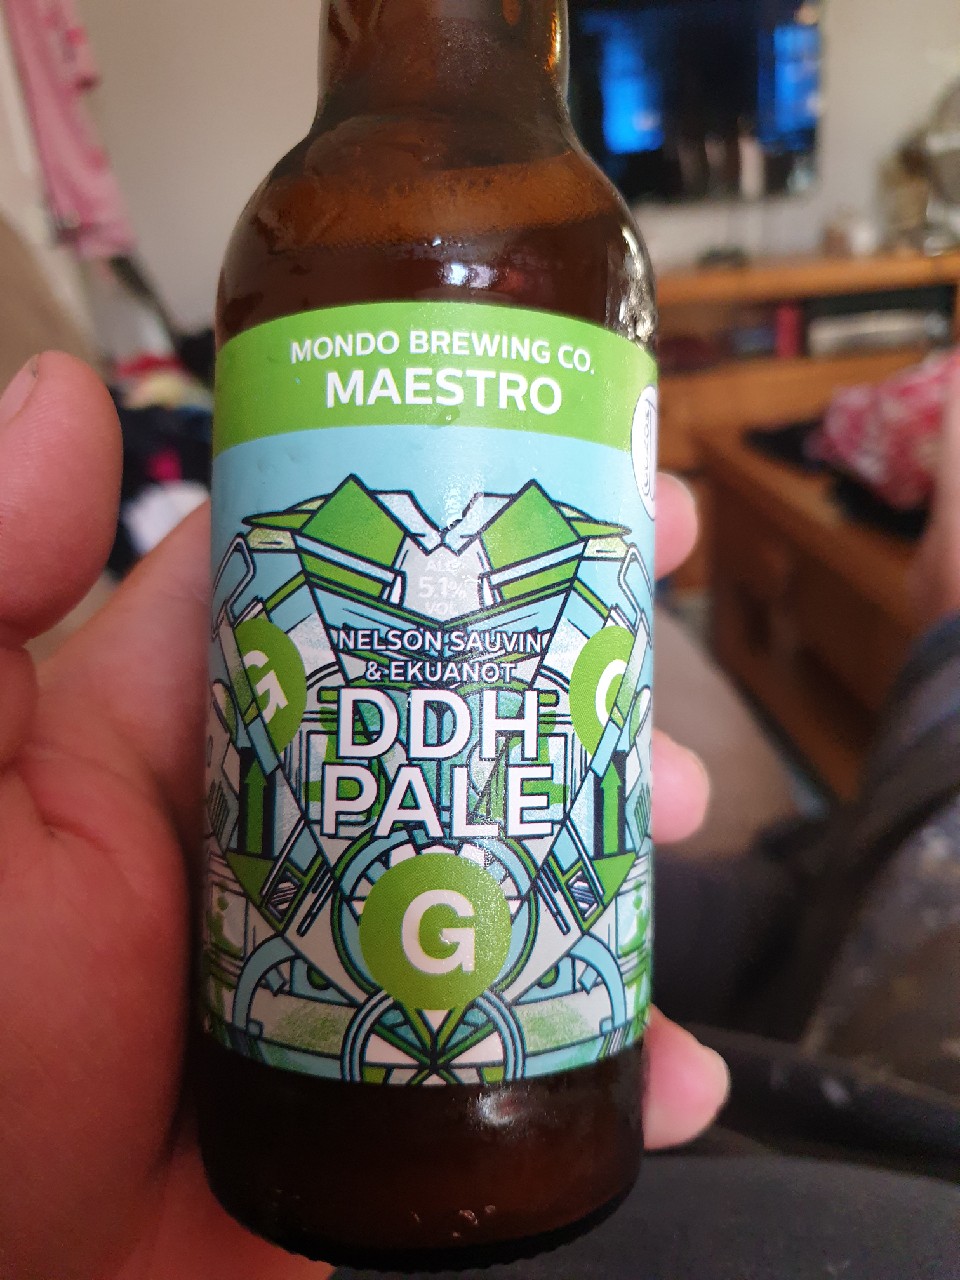 MONDO BREWING CO.
MAESTRO
ALC.
5.1%
VOL
NELSON SAUVIN
& EKUANOT
DDH
PALE
G
G
G